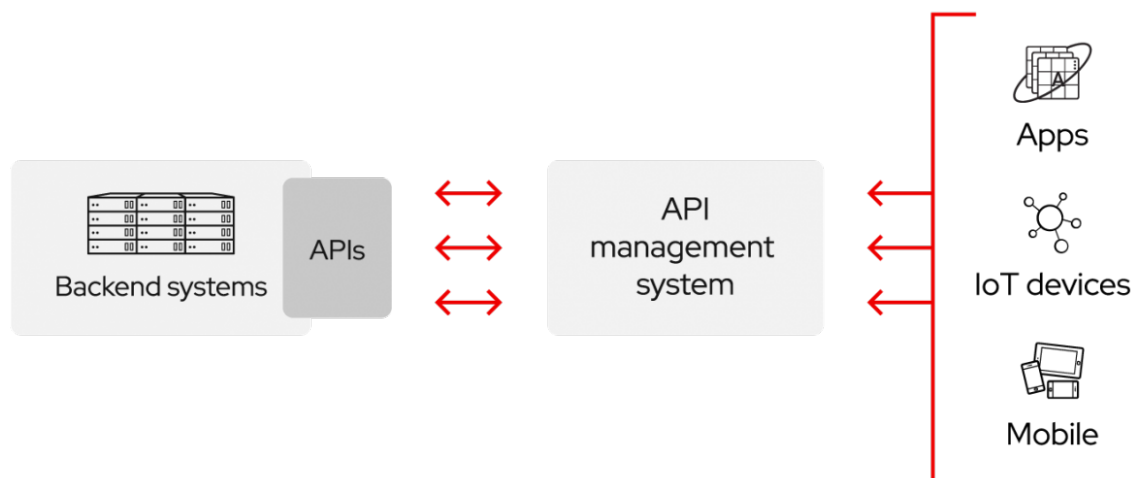 Backend systems
APIs
API
management
system
A
Apps
IoT devices
Mobile